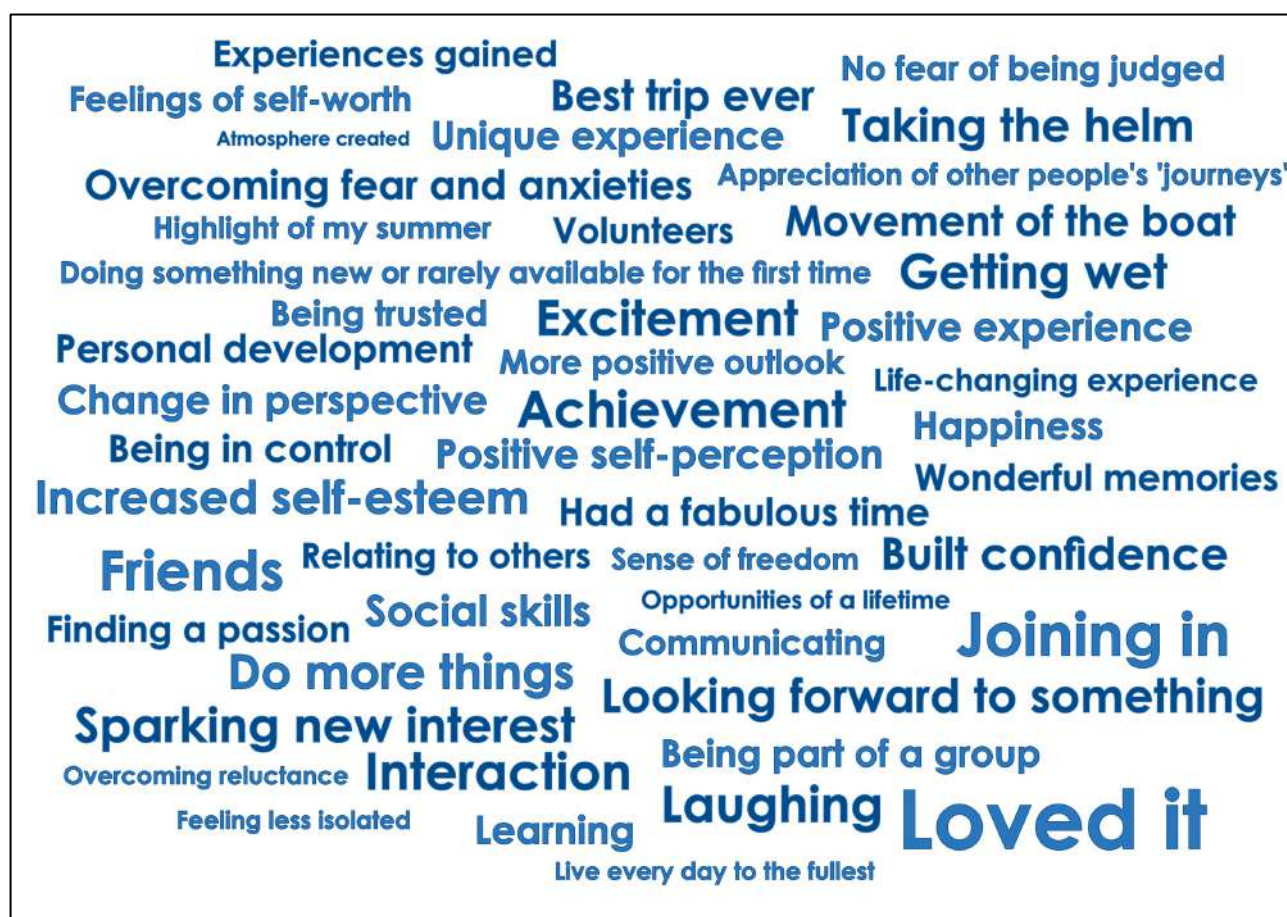 Experiences gained
No fear of being judged
Feelings of self-worth
Best trip ever
Taking the helm
Atmosphere created
Unique experience
Overcoming fear and anxieties
Appreciation of other people's 'journeys'
Highlight of my summer
Volunteers
Movement of the boat
Doing something new or rarely available for the first time
Getting wet
Being trusted
Excitement
Positive experience
Personal development
More positive outlook
Life-changing experience
Change in perspective
Achievement
Happiness
Being in control
Positive self-perception
Wonderful memories
Increased self-esteem
Had a fabulous time
Friends
Relating to others
Sense of freedom
Built confidence
Finding a passion
Social skills
Opportunities of a lifetime
Communicating
Joining in
Do more things
Looking forward to something
Sparking new interest
Being part of a group
Overcoming reluctance
Interaction
Laughing
Loved it
Feeling less isolated
Learning
Live every day to the fullest